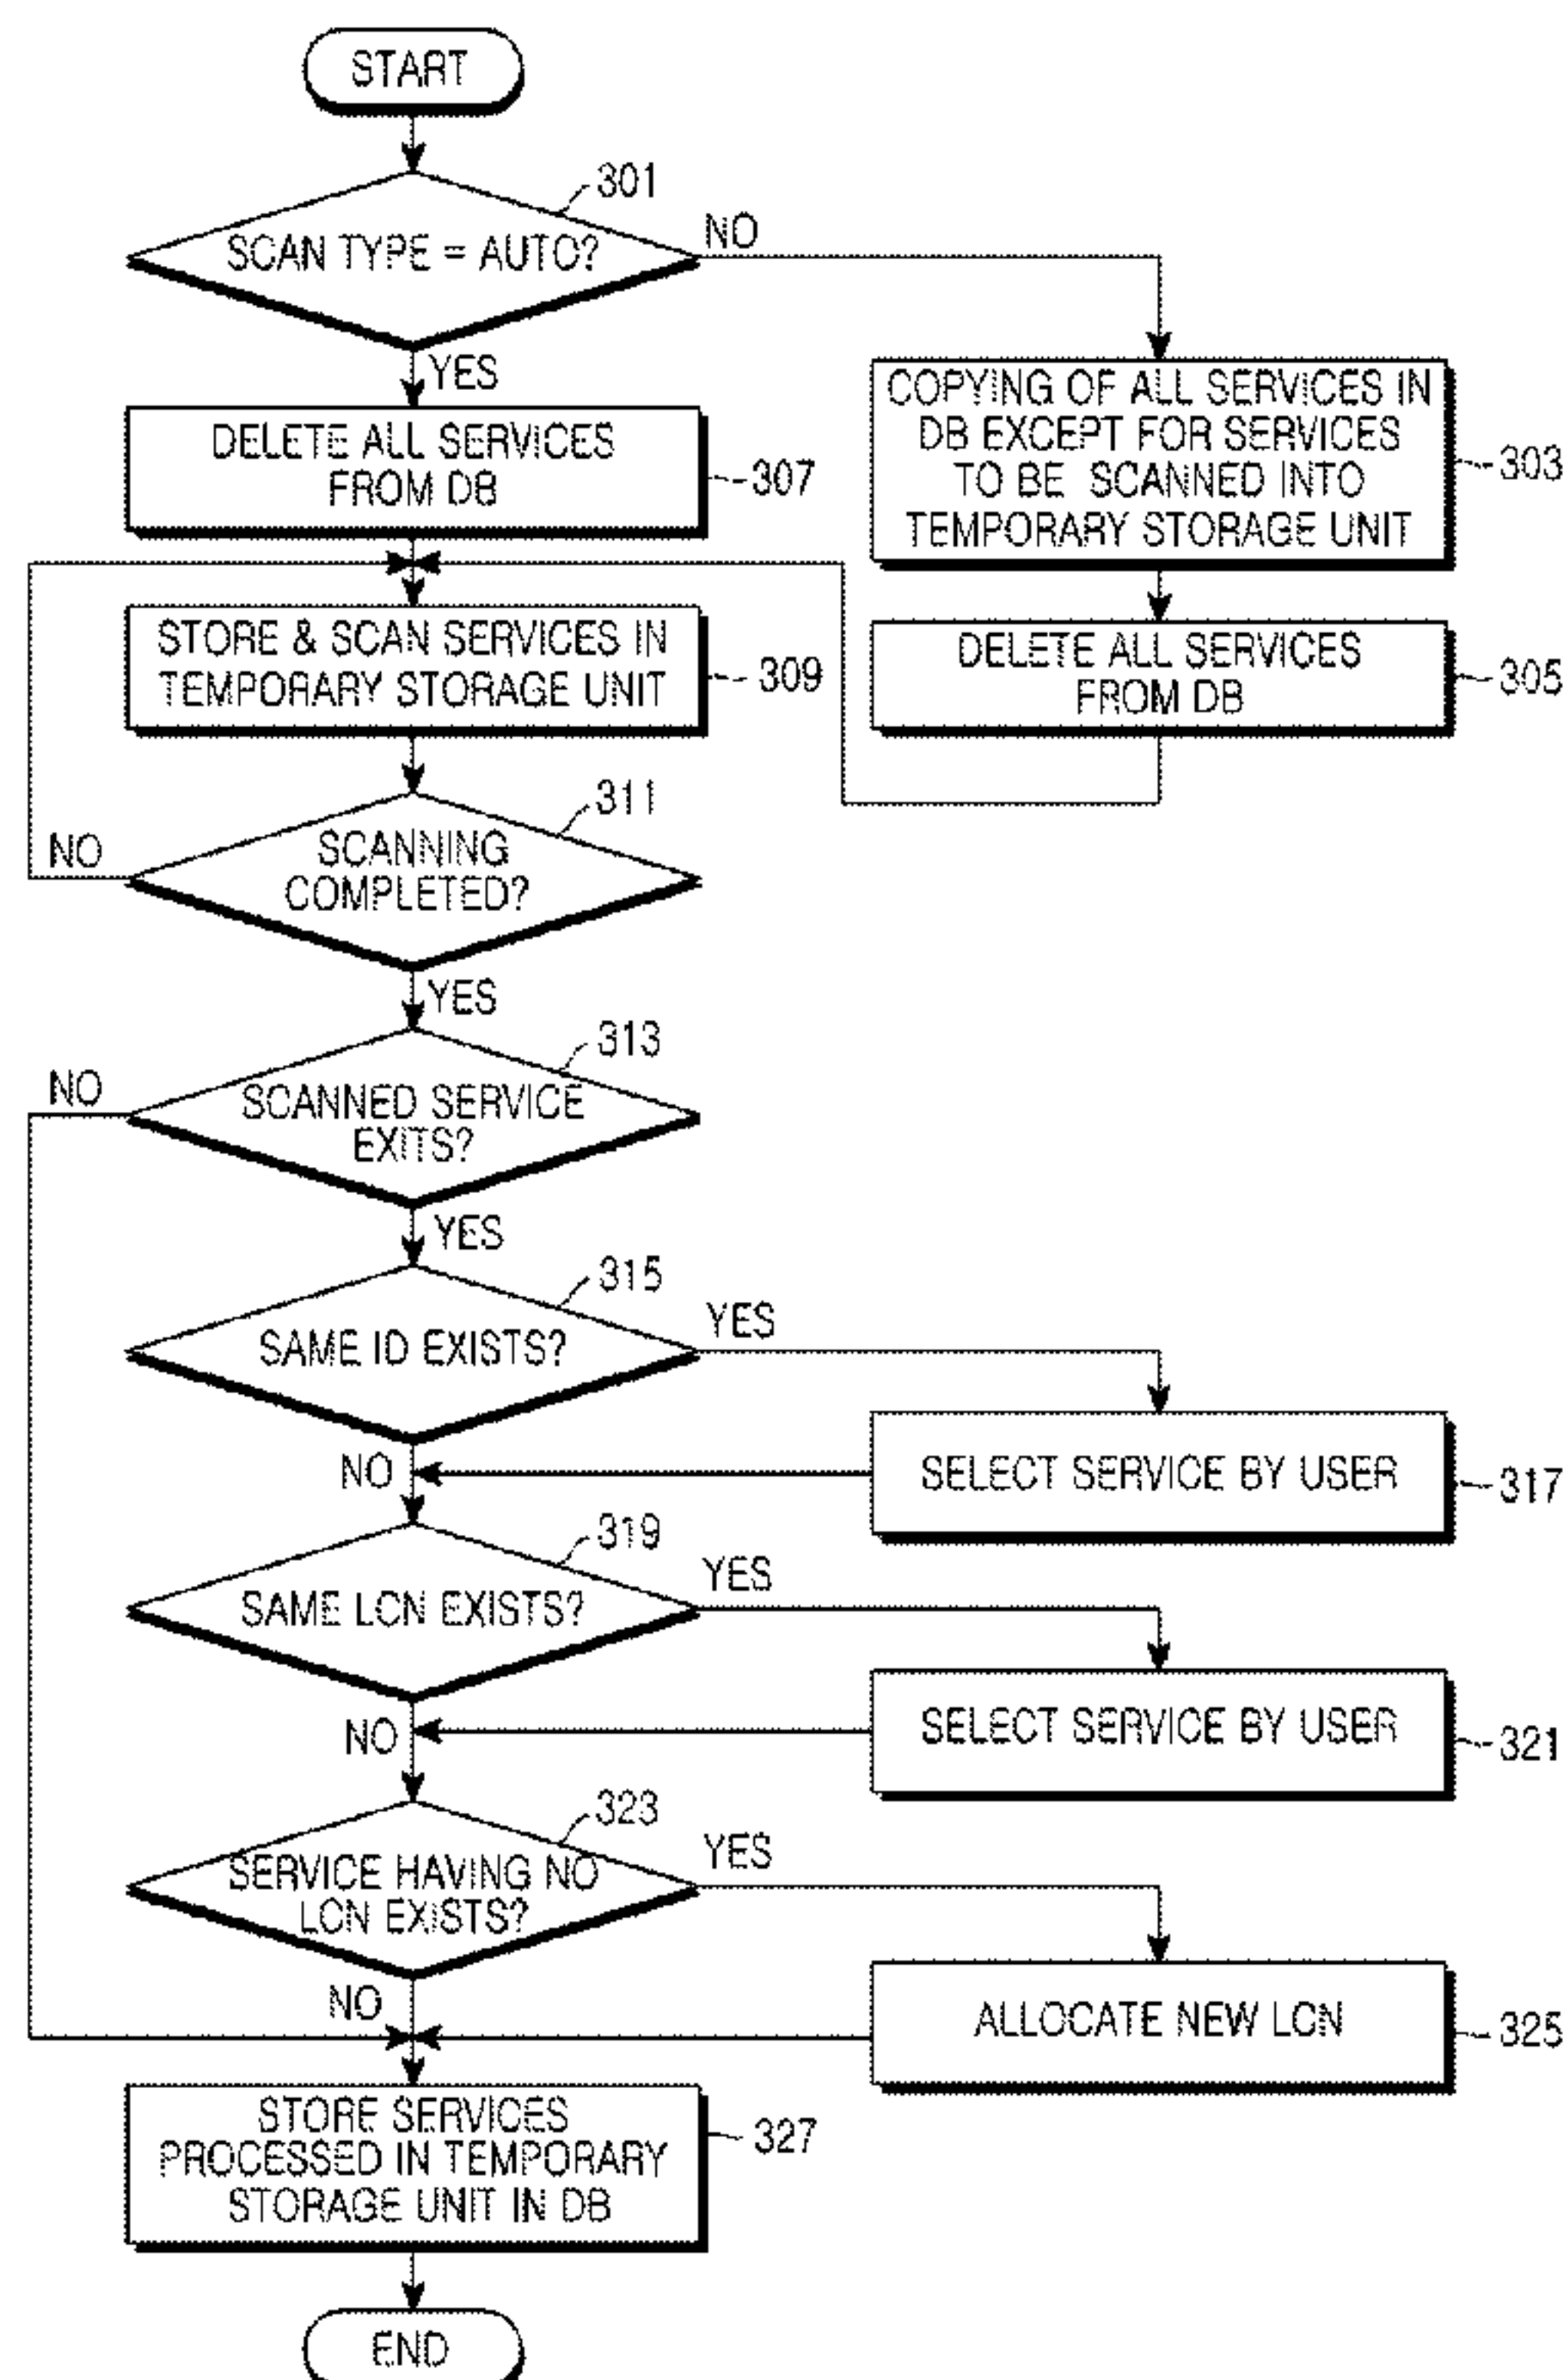 START
301
SCAN TYPE = AUTO?
NO
YES
COPYING OF ALL SERVICES IN
DB EXCEPT FOR SERVICES
TO BE SCANNED INTO
TEMPORARY STORAGE UNIT
303
DELETE ALL SERVICES
FROM DB
307
STORE & SCAN SERVICES IN
TEMPORARY STORAGE UNIT
309
DELETE ALL SERVICES
FROM DB
305
311
SCANNING
COMPLETED?
NO
YES
313
SCANNED SERVICE
EXITS?
NO
YES
315
SAME ID EXISTS?
YES
NO
SELECT SERVICE BY USER
317
319
SAME LCN EXISTS?
YES
NO
SELECT SERVICE BY USER
321
323
SERVICE HAVING NO
LCN EXISTS?
YES
NO
ALLOCATE NEW LCN
325
STORE SERVICES
PROCESSED IN TEMPORARY
STORAGE UNIT IN DB
327
END